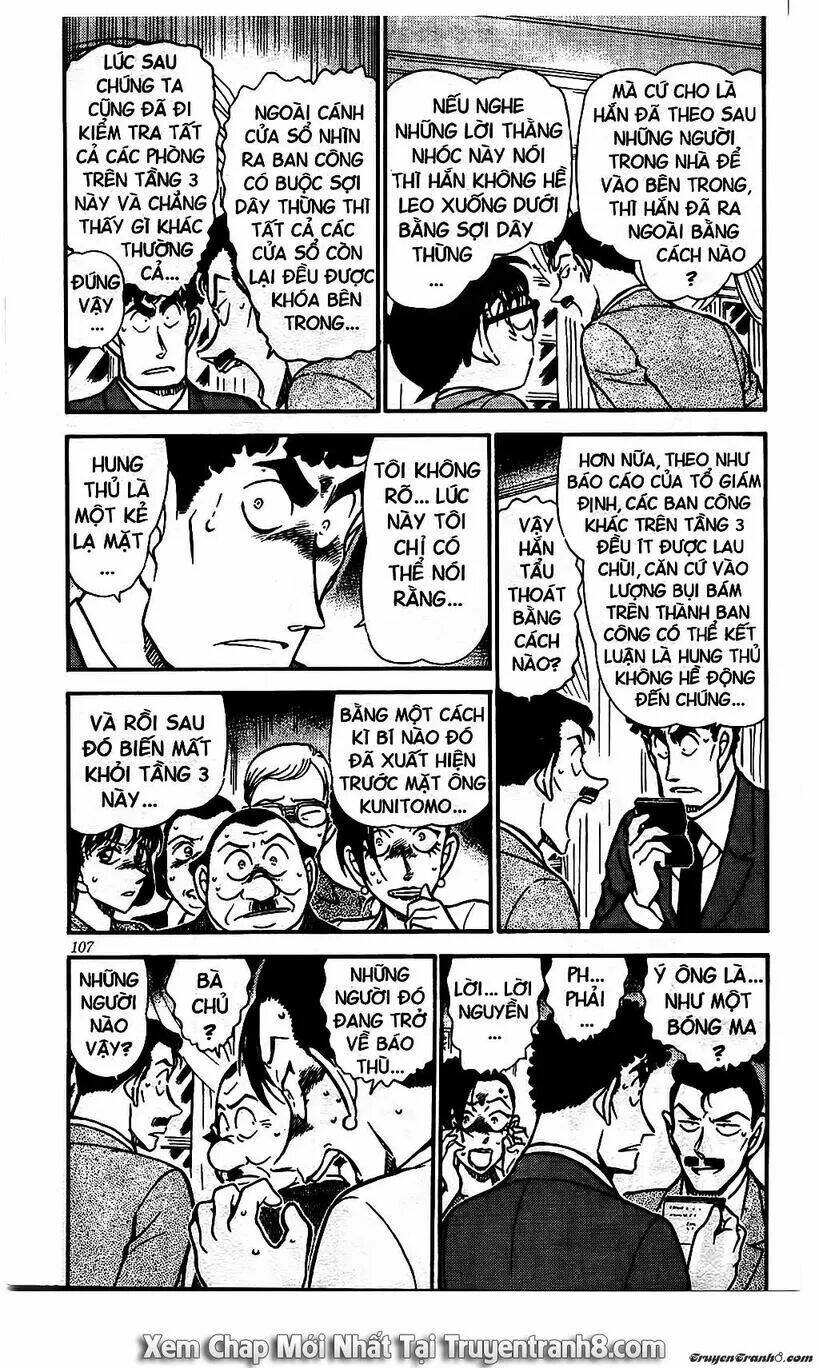 MÀ CỨ CHO LÀ
HẮN ĐÃ THEO SAU
NHỮNG NGƯỜI
TRONG NHÀ ĐỂ
VÀO BÊN TRONG,
THÌ HẮN ĐÃ RA
NGOÀI BẰNG
CÁCH NÀO
?
NẾU NGHE
NHỮNG LỜI THẰNG
NHÓC NÀY NÓI
THÌ HẮN KHÔNG HỀ
LEO XUỐNG DƯỚI
BẰNG SỢI DÂY
THỪNG
...
NGOÀI CÁNH
CỬA SỔ NHÌN
RA BAN CÔNG
CÓ BUỘC SỢI
DÂY THỪNG THÌ
TẤT CẢ CÁC
CỬA SỔ CÒN
LẠI ĐỀU ĐƯỢC
KHÓA BÊN
TRONG...
LÚC SAU
CHÚNG TA
CŨNG ĐÃ ĐI
KIỂM TRA TẤT
CẢ CÁC PHÒNG
TRÊN TẦNG 3
NÀY VÀ CHẲNG
THẤY GÌ KHÁC
THƯỜNG
CẢ...
ĐÚNG
VẬY
...
HƠN NỮA, THEO NHƯ
BÁO CÁO CỦA TỔ GIÁM
ĐỊNH, CÁC BAN CÔNG
KHÁC TRÊN TẦNG 3
ĐỀU ÍT ĐƯỢC LAU
CHÙI, CĂN CỨ VÀO
LƯỢNG BỤI BÁM
TRÊN THÀNH BAN
CÔNG CÓ THỂ KẾT
LUẬN LÀ HUNG THỦ
KHÔNG HỀ ĐỘNG
ĐẾN CHÚNG...
VẬY
HẮN
TẨU
THOÁT
BẰNG
CÁCH
NÀO?
TÔI KHÔNG
RÕ... LÚC
NÀY TÔI
CHỈ CÓ
THỂ NÓI
RẰNG...
HUNG
THỦ LÀ
MỘT KẺ
LẠ MẶT
...
BẰNG MỘT CÁCH
KÌ BÍ NÀO ĐÓ
ĐÃ XUẤT HIỆN
TRƯỚC MẶT ÔNG
KUNITOMO...
VÀ RỒI SAU
ĐÓ BIẾN MẤT
KHỎI TẦNG 3
NÀY...
107
Ý ÔNG LÀ...
NHƯ MỘT
BÓNG MA
?
PH...
PHẢI
...
LỜI... LỜI
NGUYỀN
...
NHỮNG
NGƯỜI ĐÓ
ĐANG TRỞ
VỀ BÁO
THÙ...
BÀ
CHỦ
?
NHỮNG
NGƯỜI
NÀO
VẬY?
Xem Chap Mới Nhất Tại Truyentranh8.com
TruyenTranh8.com